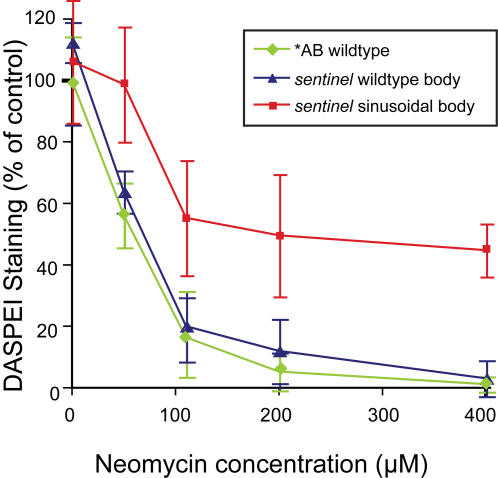 DASPEI Staining (% of control)
120
100
80
60
40
20
0
*AB wildtype
sentinel wildtype body
sentinel sinusoidal body
0 100 200 300 400
Neomycin concentration (µM)